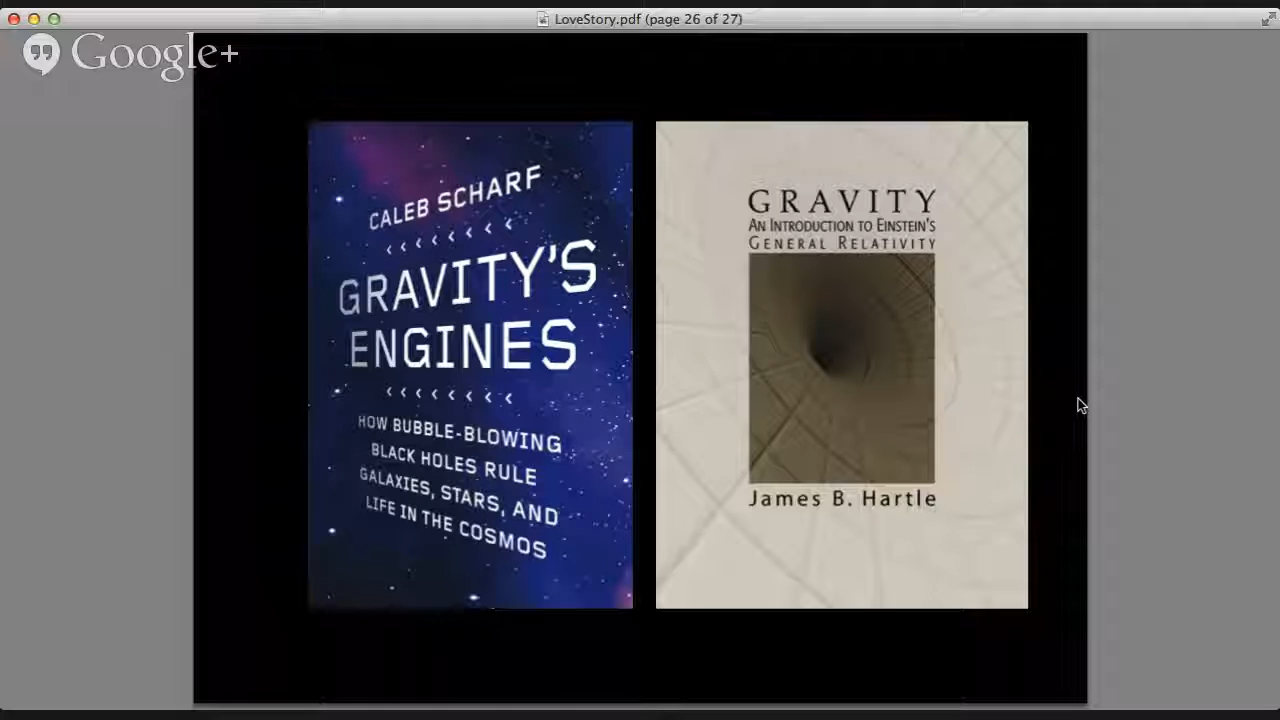 LoveStory.pdf (page 26 of 27)
Google+
CALEB SCHARF
GRAVITY'S
ENGINES
HOW BUBBLE-BLOWING
BLACK HOLES RULE
GALAXIES, STARS, AND
LIFE IN THE COSMOS
GRAVITY
AN INTRODUCTION TO EINSTEIN'S
GENERAL RELATIVITY
James B. Hartle